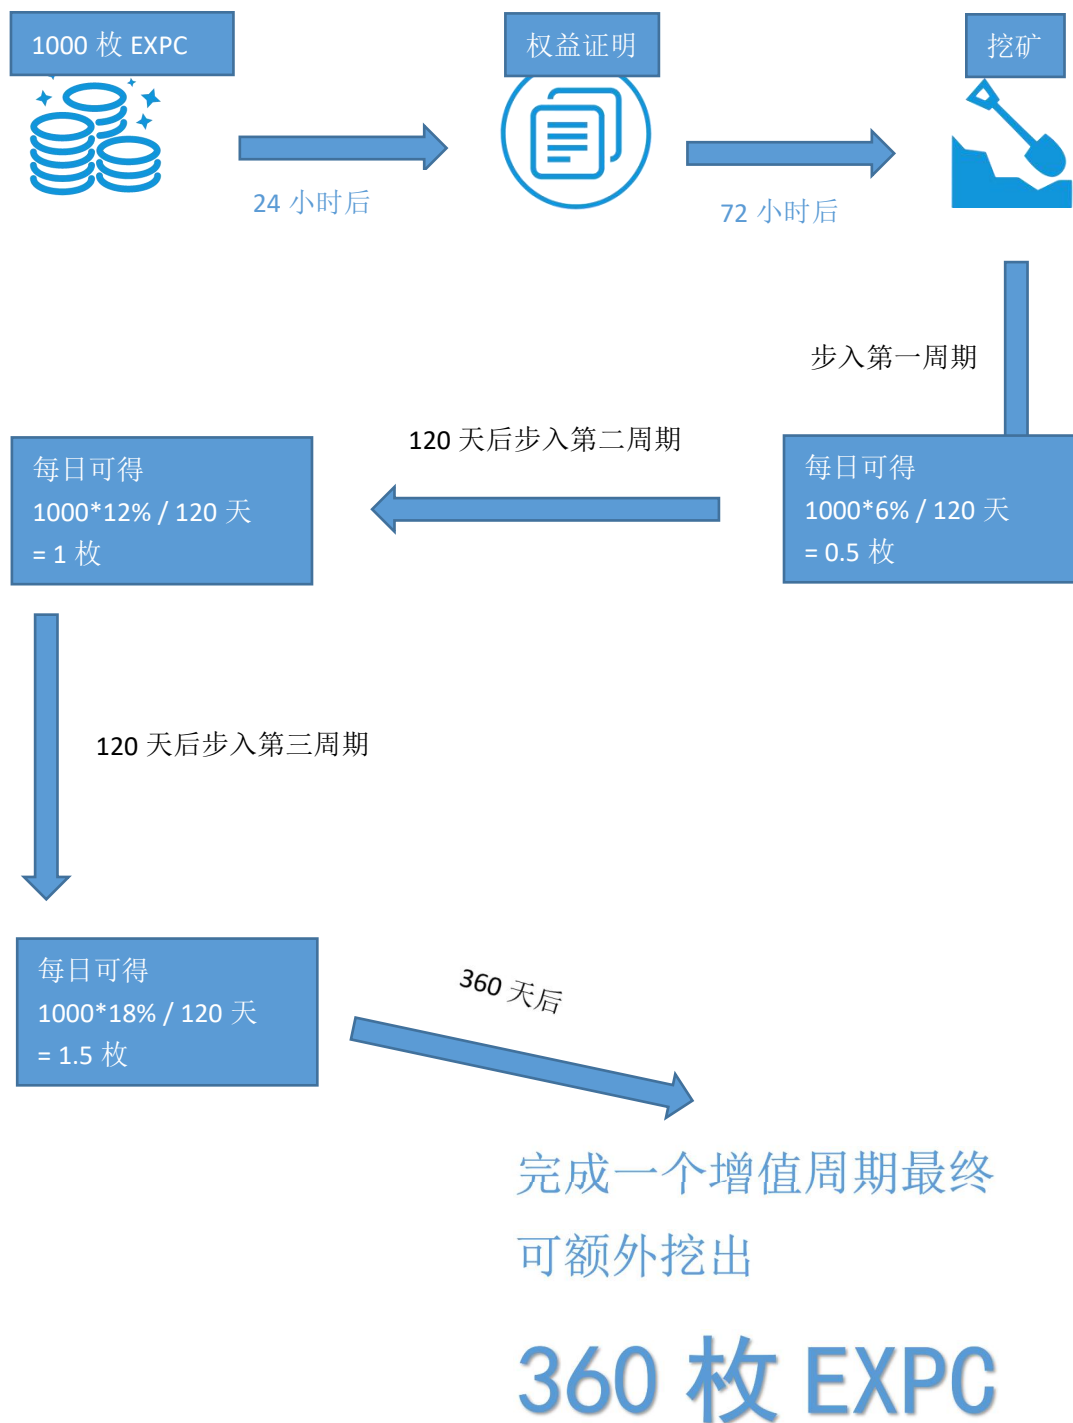 1000 枚 EXPC
权益证明
挖矿
24 小时后
72 小时后
步入第一周期
120 天后步入第二周期
每日可得
1000*12% / 120 天
= 1 枚
每日可得
1000*6% / 120 天
= 0.5 枚
120 天后步入第三周期
每日可得
1000*18% / 120 天
= 1.5 枚
360 天后
完成一个增值周期最终
可额外挖出
360 枚 EXPC